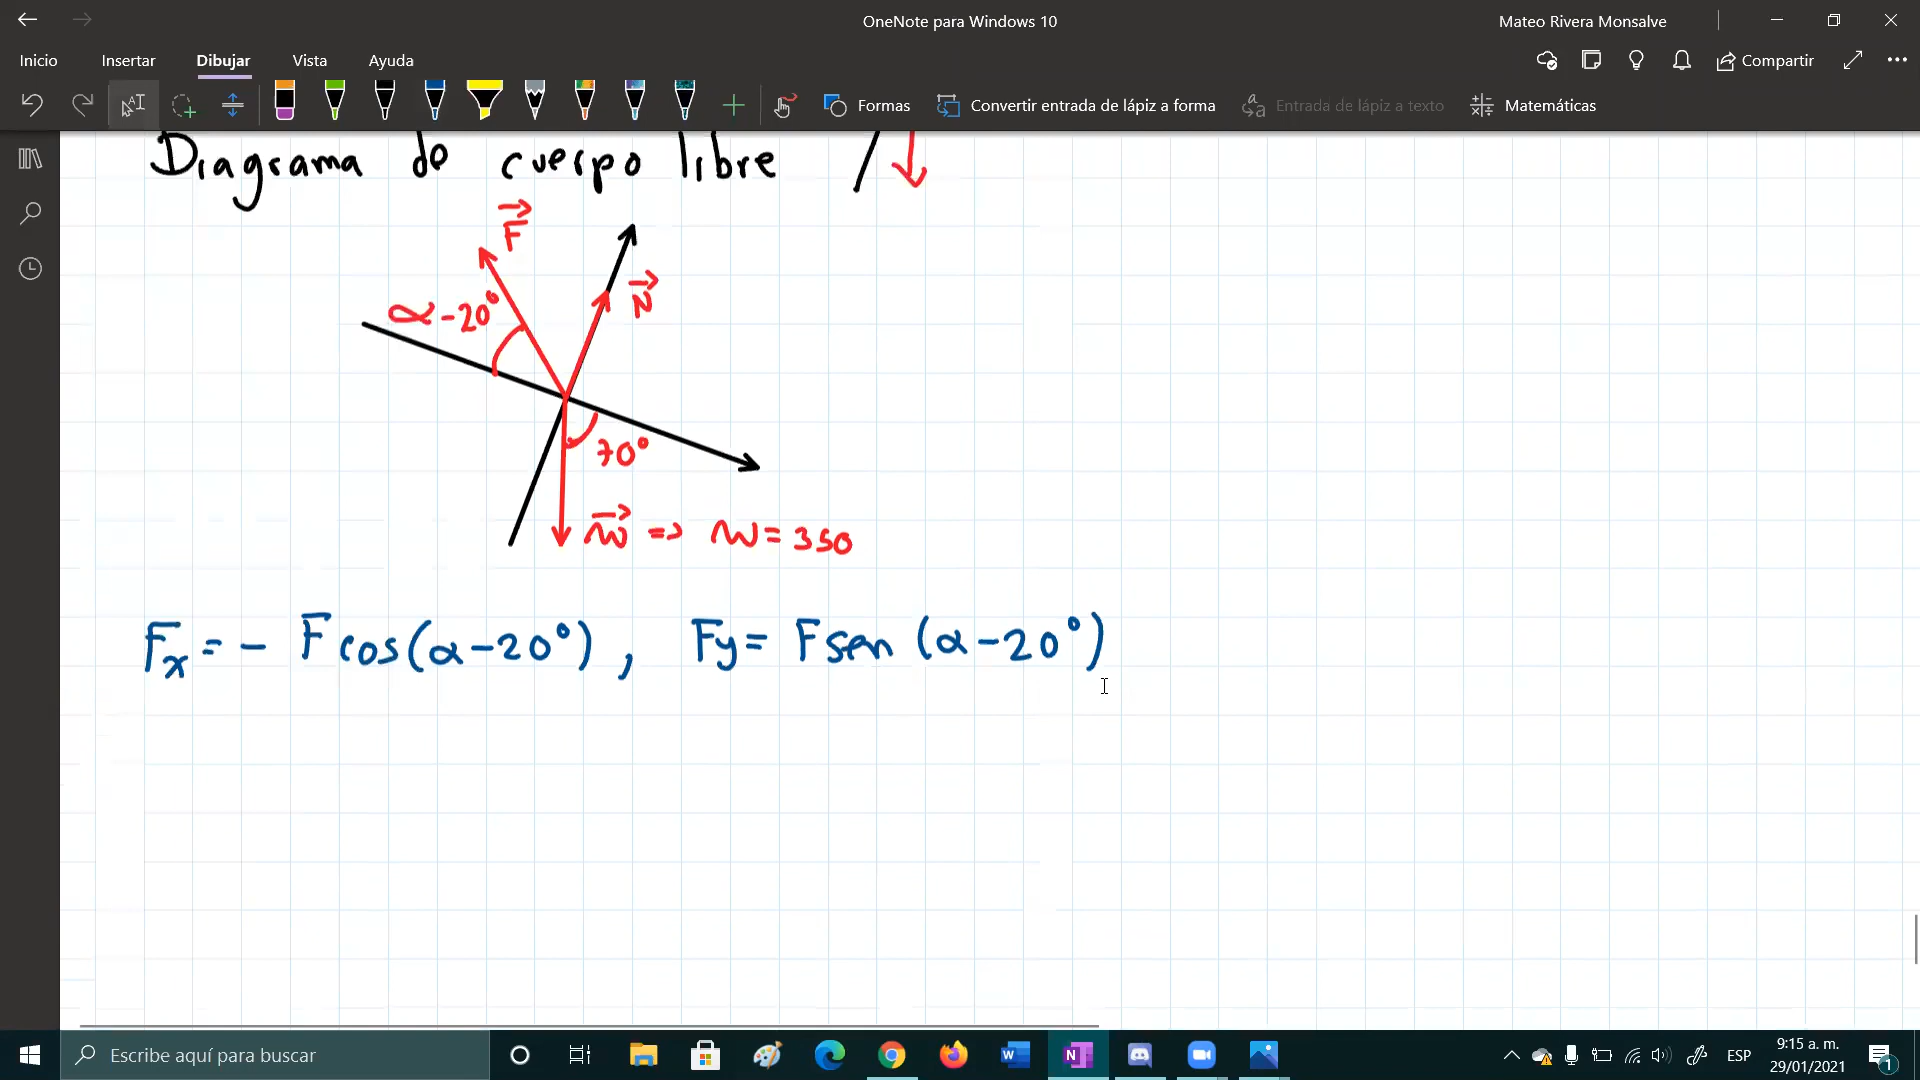 OneNote para Windows 10
Mateo Rivera Monsalve
Inicio Insertar Dibujar Vista Ayuda
Compartir
Formas Convertir entrada de lápiz a forma Entrada de lápiz a texto Matemáticas
Diagrama de cuerpo libre
F
α-20°
N
70°
w => w = 350
Fx = - F cos(α-20°), Fy = F sen (α-20°)
Escribe aquí para buscar
ESP
9:15 a. m.
29/01/2021
1